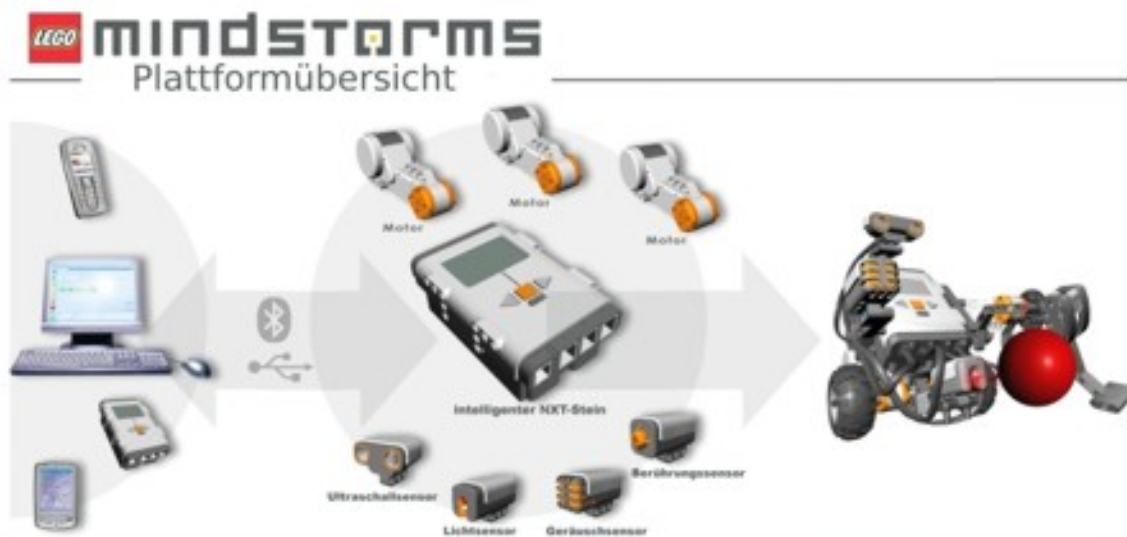 LEGO mindstorms
Plattformübersicht
Motor
Motor
Motor
Intelligenter NXT-Stein
Ultraschallsensor
Lichtsensor
Geräuschsensor
Berührungssensor